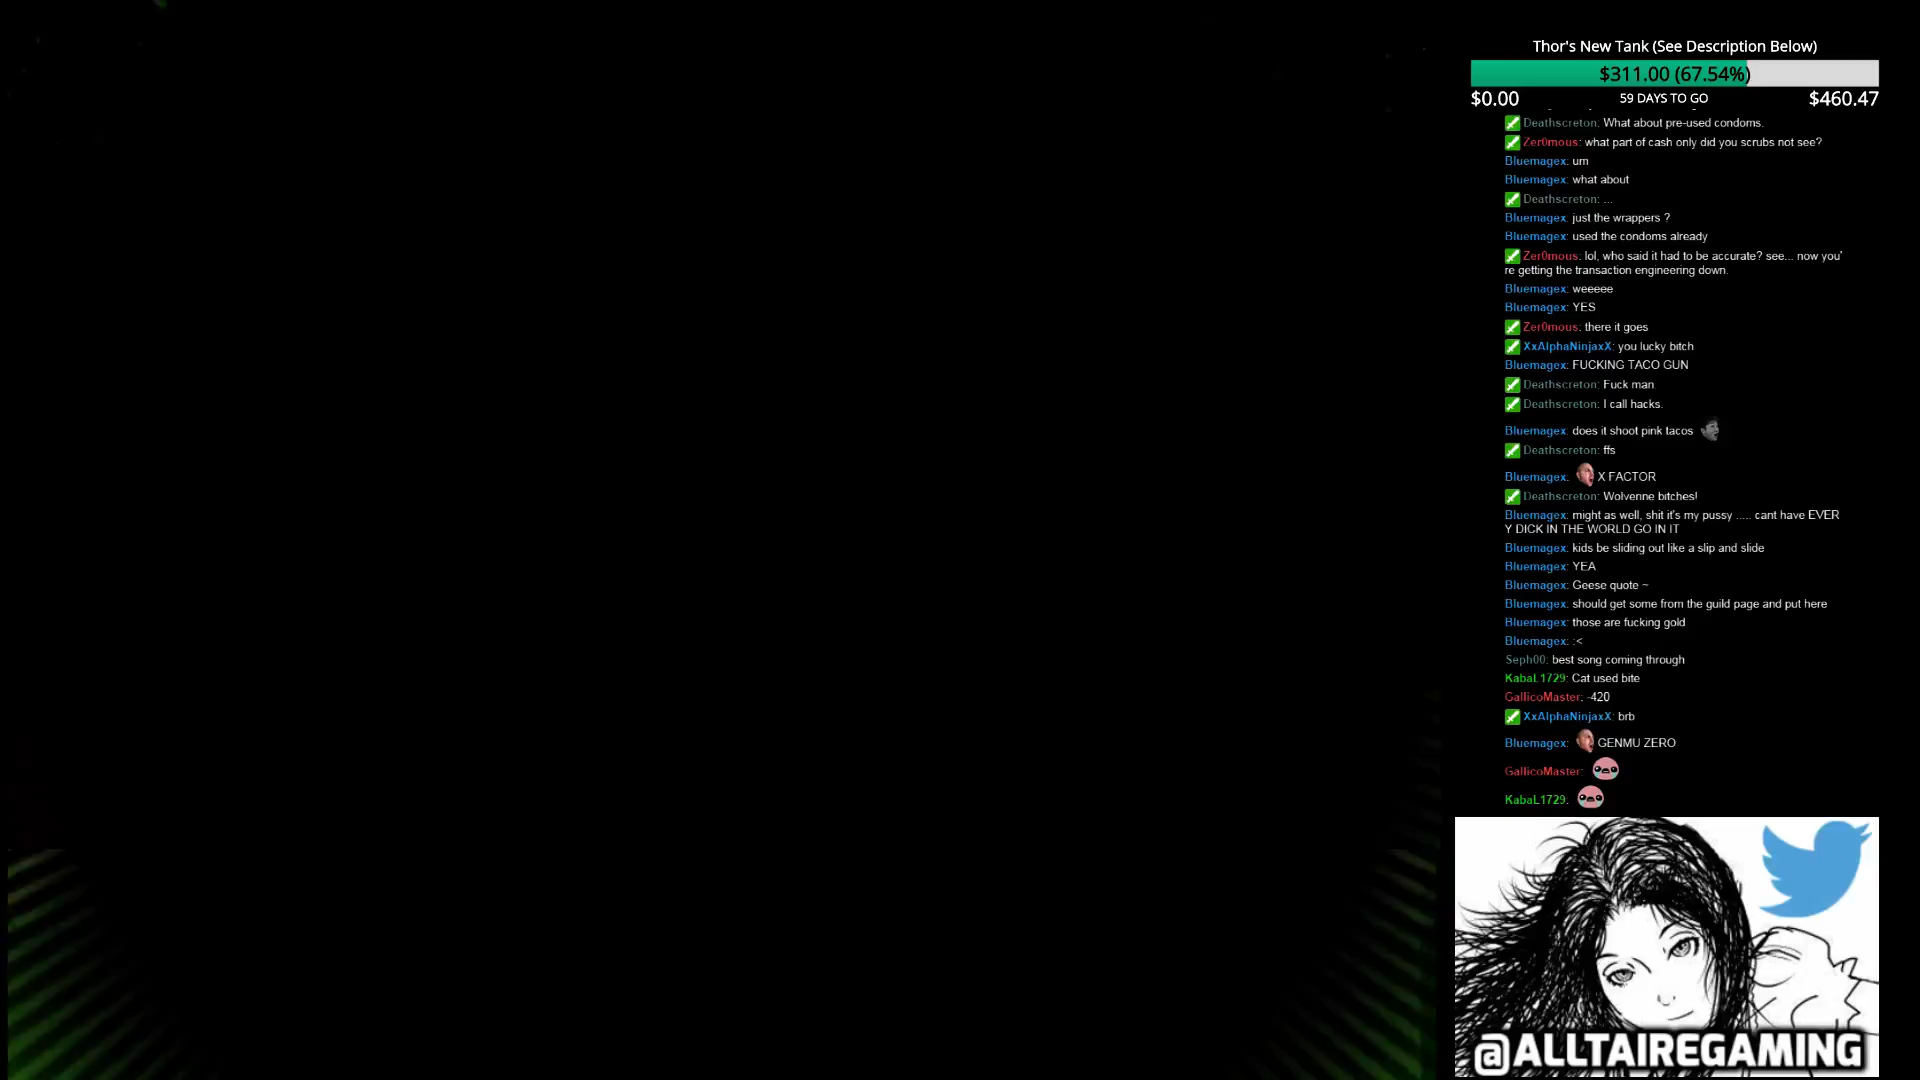 Thor's New Tank (See Description Below)
$311.00 (67.54%)
$0.00 59 DAYS TO GO $460.47
Deathscreton: What about pre-used condoms.
Zer0mous: what part of cash only did you scrubs not see?
Bluemagex: um
Bluemagex: what about
Deathscreton: ...
Bluemagex: just the wrappers ?
Bluemagex: used the condoms already
Zer0mous: lol, who said it had to be accurate? see... now you'
re getting the transaction engineering down.
Bluemagex: weeeee
Bluemagex: YES
Zer0mous: there it goes
XxAlphaNinjaxX: you lucky bitch
Bluemagex: FUCKING TACO GUN
Deathscreton: Fuck man
Deathscreton: I call hacks.
Bluemagex: does it shoot pink tacos
Deathscreton: ffs
Bluemagex: X FACTOR
Deathscreton: Wolverine bitches!
Bluemagex: might as well, shit it's my pussy ..... cant have EVER
Y DICK IN THE WORLD GO IN IT
Bluemagex: kids be sliding out like a slip and slide
Bluemagex: YEA
Bluemagex: Geese quote ~
Bluemagex: should get some from the guild page and put here
Bluemagex: those are fucking gold
Bluemagex: :<
Seph00: best song coming through
KabaL1729: Cat used bite
GallicoMaster: -420
XxAlphaNinjaxX: brb
Bluemagex: GENMU ZERO
GallicoMaster:
KabaL1729:
@ALLTAIREGAMING